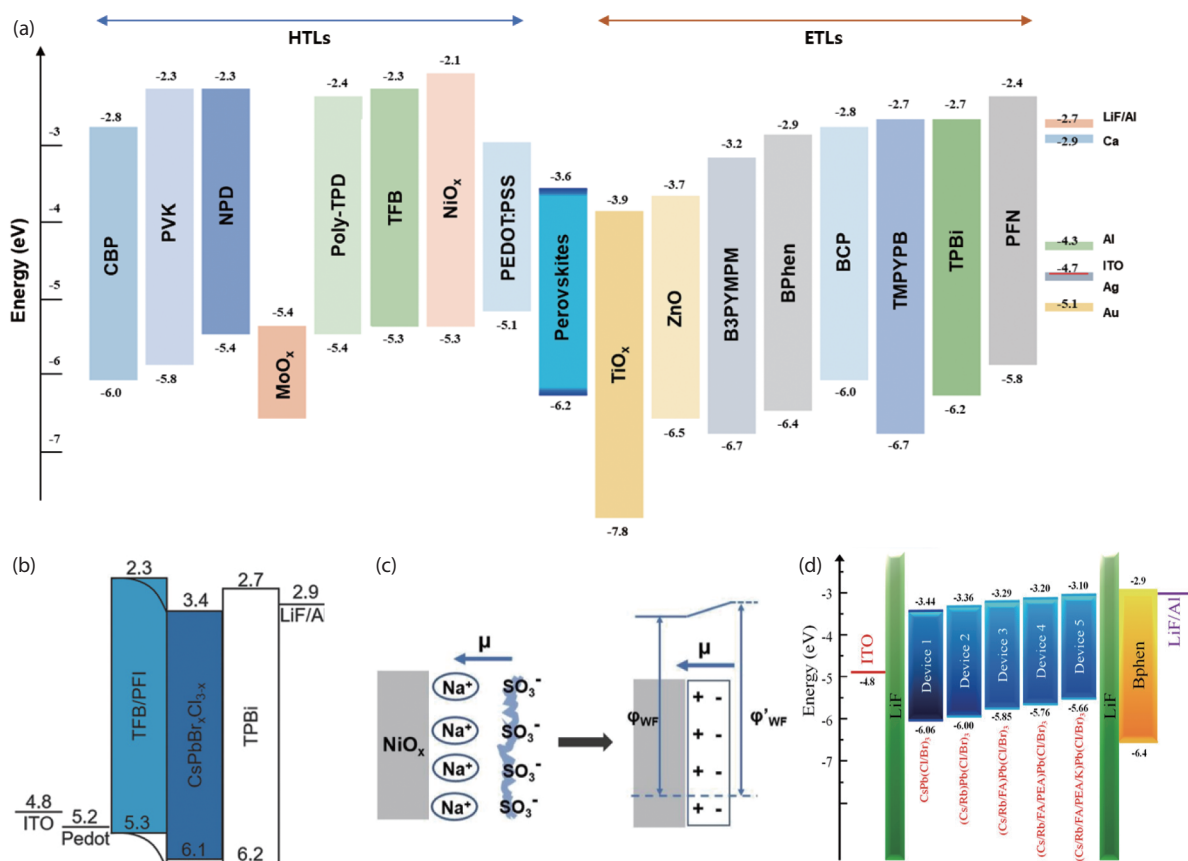 (a)
HTLs
ETLs
Energy (eV)
-3
-4
-5
-6
-7
-2.8
CBP
-6.0
-2.3
PVK
-5.8
-2.3
NPD
-5.4
-5.4
MoOₓ
-2.4
Poly-TPD
-5.4
-2.3
TFB
-5.3
-2.1
NiOₓ
-5.3
PEDOT:PSS
-5.1
-3.6
Perovskites
-6.2
-3.9
TiOₓ
-7.8
-3.7
ZnO
-6.5
-3.2
B3PYMPM
-6.7
-2.9
BPhen
-6.4
-2.8
BCP
-6.0
-2.7
TMPYPB
-6.7
-2.7
TPBi
-6.2
-2.4
PFN
-5.8
-2.7 LiF/Al
-2.9 Ca
-4.3 Al
-4.7 ITO
Ag
-5.1 Au
(b)
4.8
ITO
5.2
Pedot
2.3
TFB/PFI
5.3
3.4
CsPbBrₓCl₃₋ₓ
6.1
2.7
TPBi
6.2
2.9
LiF/A
(c)
μ
NiOₓ
Na⁺ SO₃⁻
Na⁺ SO₃⁻
Na⁺ SO₃⁻
Na⁺ SO₃⁻
μ
φWF
φ'WF
+ -
+ -
+ -
+ -
(d)
Energy (eV)
-3
-4
-5
-6
-7
ITO
-4.8
LiF
-3.44
Device 1
-6.06
CsPb(Cl/Br)₃
-3.36
Device 2
-6.00
(Cs/Rb)Pb(Cl/Br)₃
-3.29
Device 3
-5.85
(Cs/Rb/FA)Pb(Cl/Br)₃
-3.20
Device 4
-5.76
(Cs/Rb/FA/PEA)Pb(Cl/Br)₃
-3.10
Device 5
-5.66
(Cs/Rb/FA/PEA/K)Pb(Cl/Br)₃
LiF
-2.9
Bphen
-6.4
LiF/Al